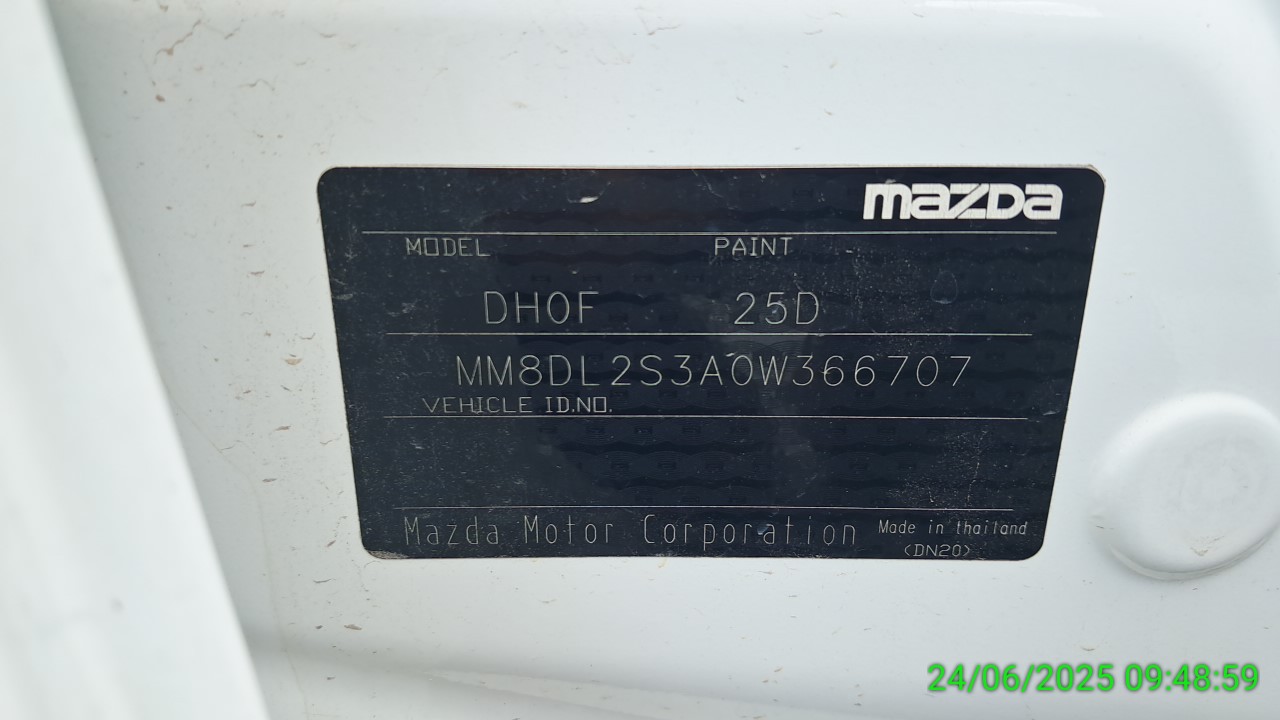 mazda
MODEL PAINT
DH0F 25D
MM8DL2S3A0W366707
VEHICLE ID.NO.
Mazda Motor Corporation Made in thailand
(DN20)
24/06/2025 09:48:59